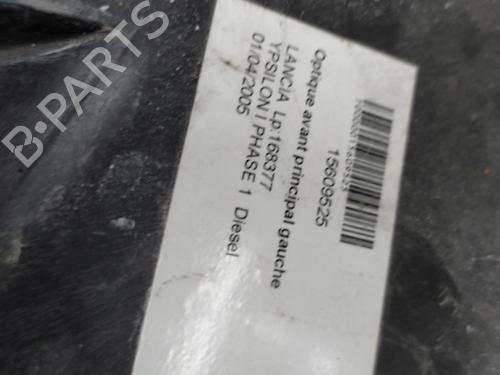 15609525
Optique avant principal gauche
LANCIA Lp.168377
YPSILON I PHASE 1 Diesel
01/04/2005
B-PARTS